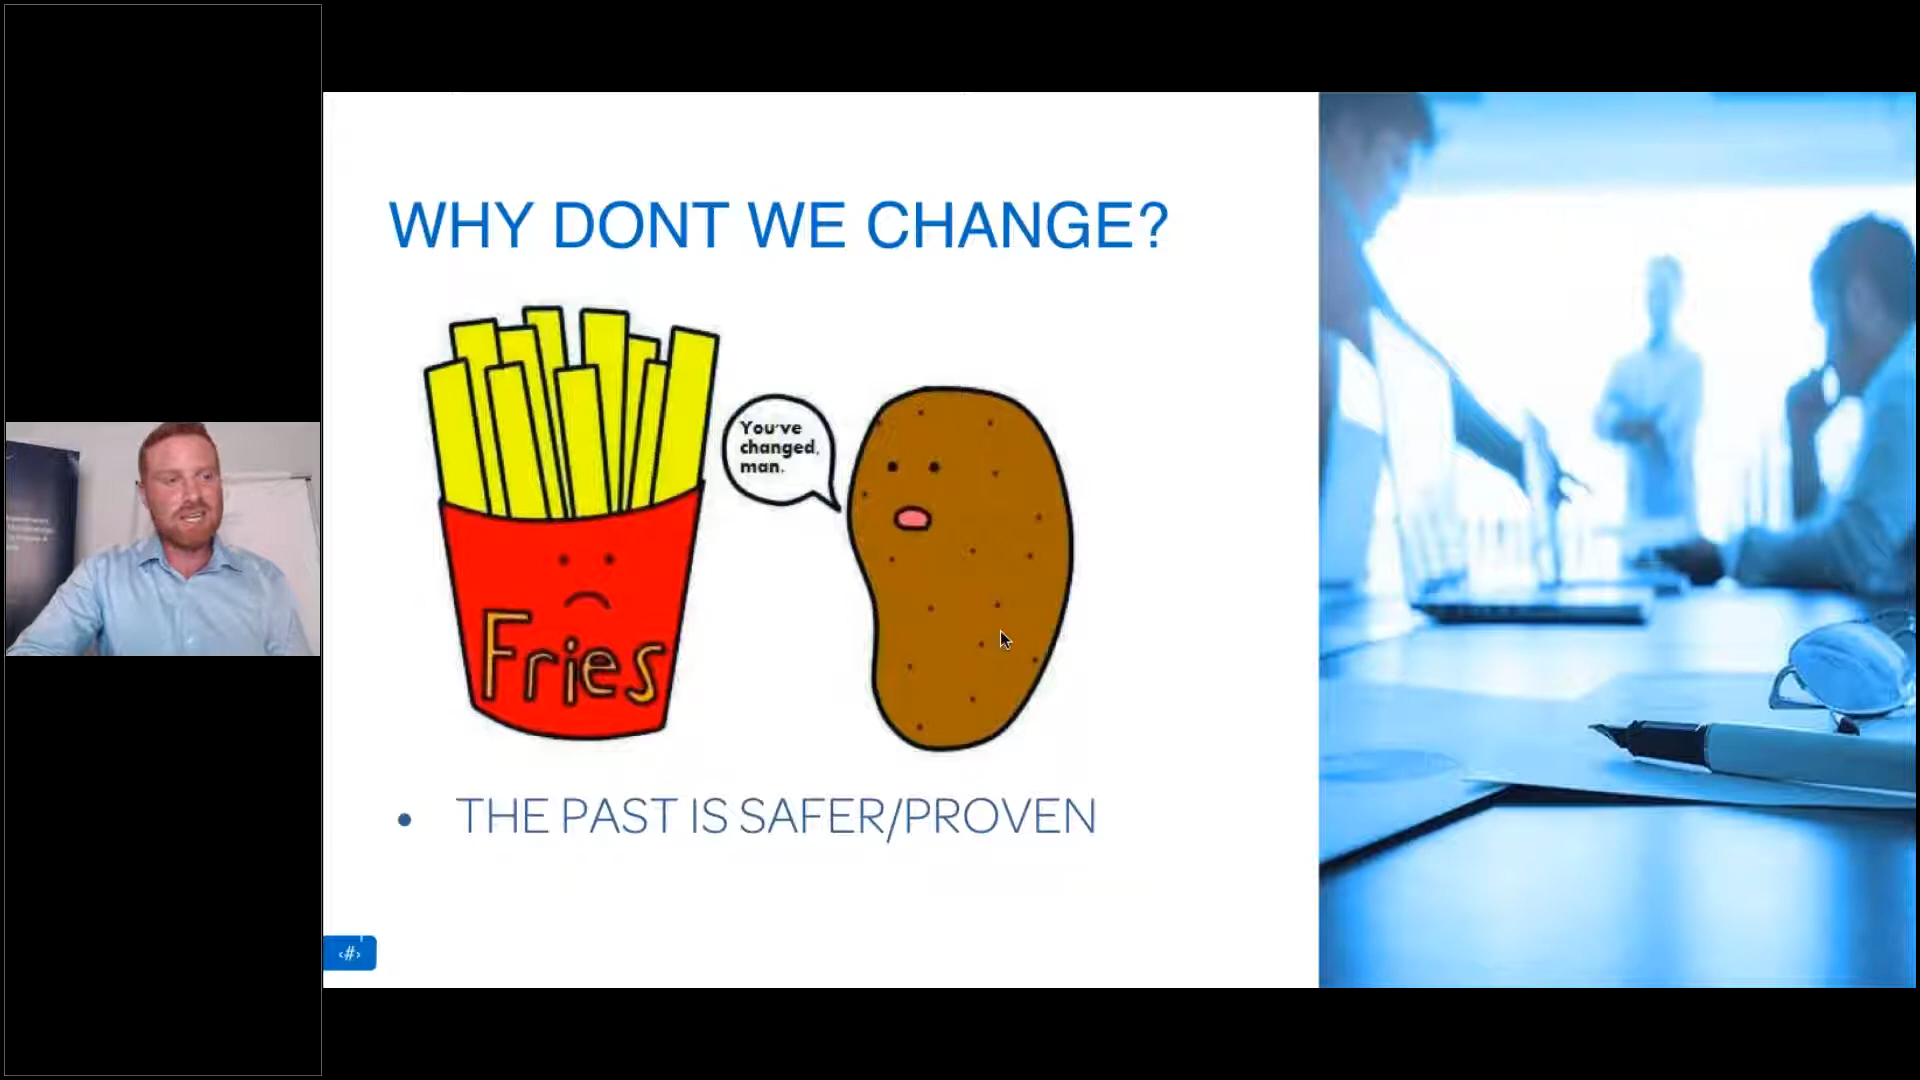 WHY DONT WE CHANGE?
You've
changed,
man.
Fries
• THE PAST IS SAFER/PROVEN
‹#›